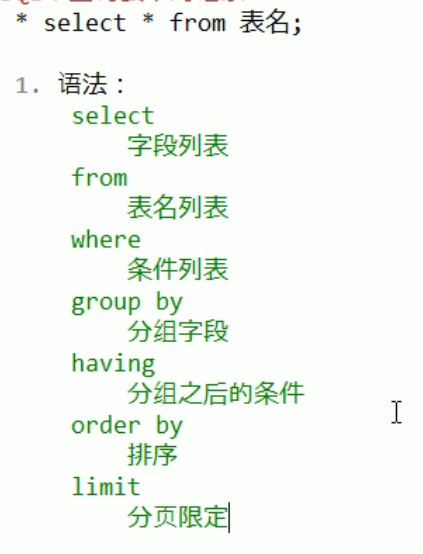 * select * from 表名;
1. 语法：
select
字段列表
from
表名列表
where
条件列表
group by
分组字段
having
分组之后的条件
order by
排序
limit
分页限定